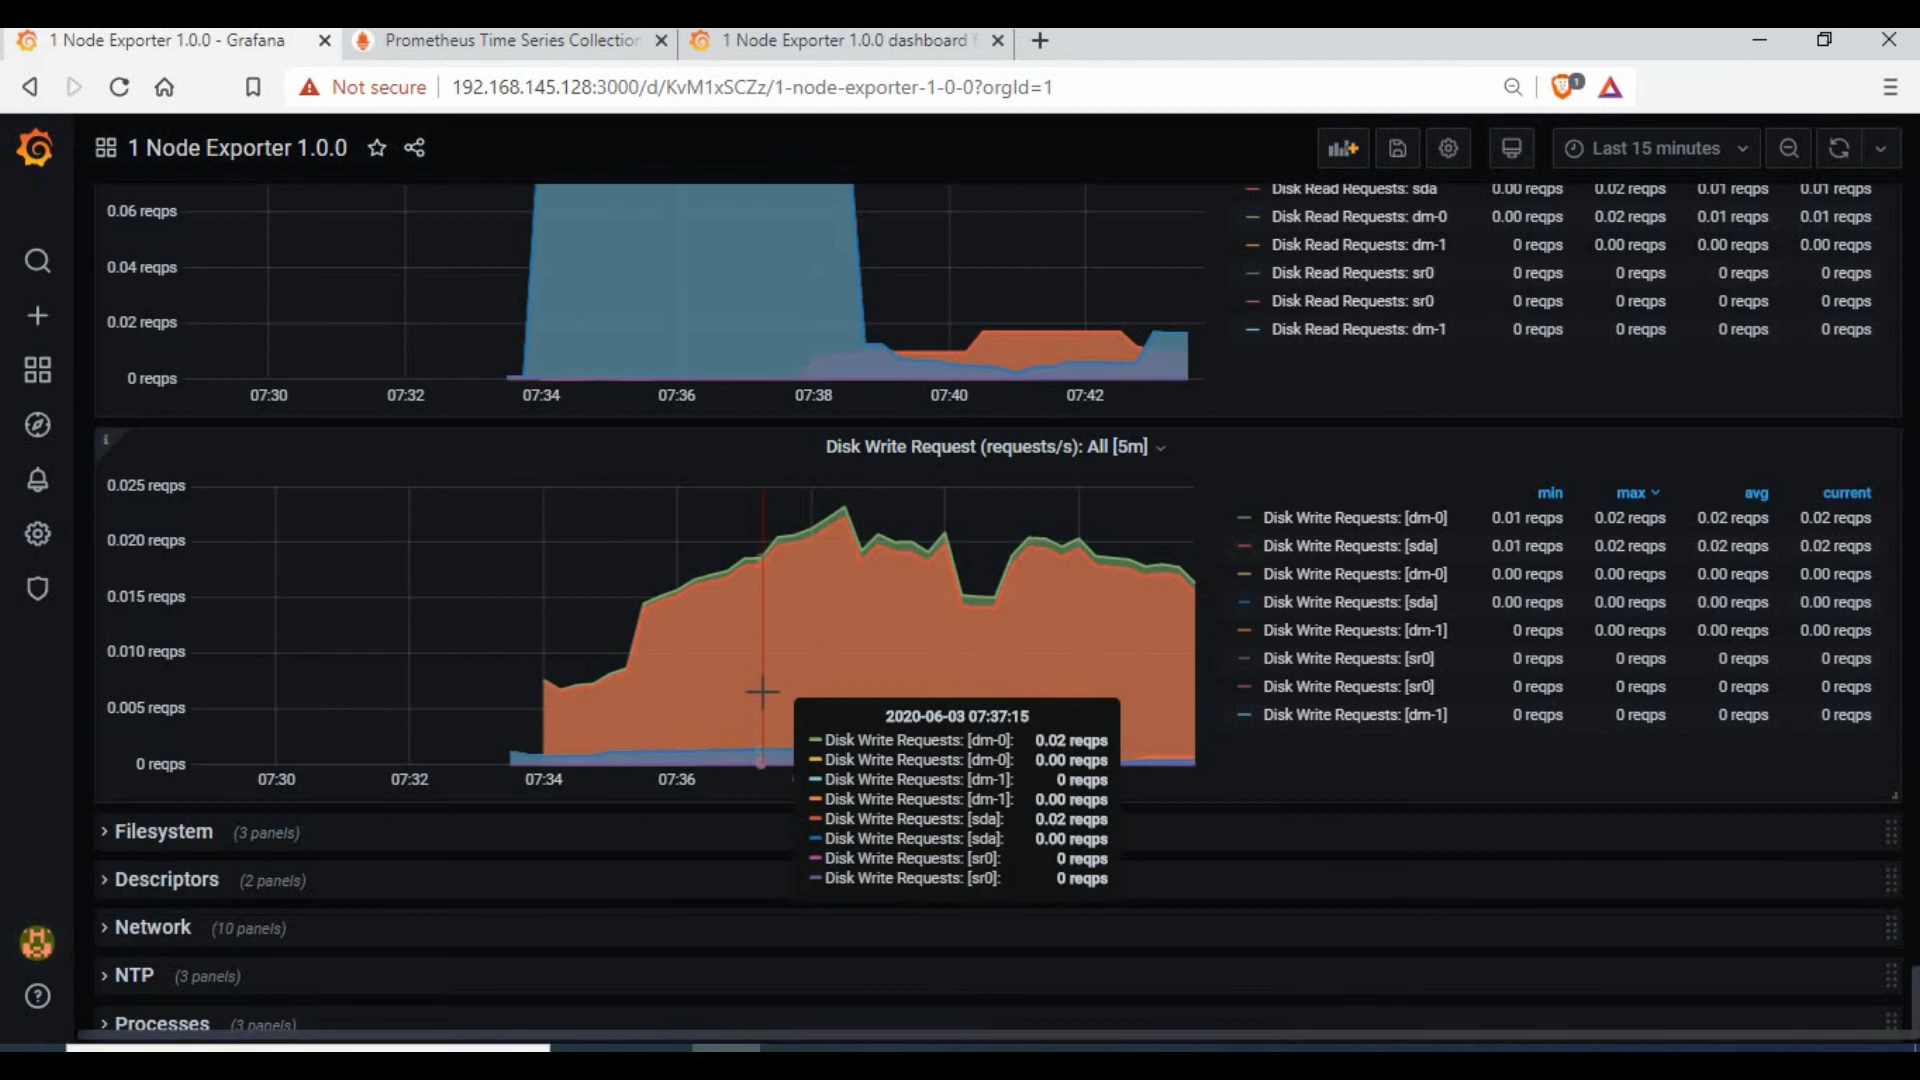 1 Node Exporter 1.0.0 - Grafana
Prometheus Time Series Collection
1 Node Exporter 1.0.0 dashboard f
Not secure
192.168.145.128:3000/d/KvM1xSCZz/1-node-exporter-1-0-0?orgId=1
1
1 Node Exporter 1.0.0
Last 15 minutes
0.06 reqps
0.04 reqps
0.02 reqps
0 reqps
07:30 07:32 07:34 07:36 07:38 07:40 07:42
Disk Read Requests: sda 0.00 reqps 0.02 reqps 0.01 reqps 0.01 reqps
Disk Read Requests: dm-0 0.00 reqps 0.02 reqps 0.01 reqps 0.01 reqps
Disk Read Requests: dm-1 0 reqps 0.00 reqps 0.00 reqps 0.00 reqps
Disk Read Requests: sr0 0 reqps 0 reqps 0 reqps 0 reqps
Disk Read Requests: sr0 0 reqps 0 reqps 0 reqps 0 reqps
Disk Read Requests: dm-1 0 reqps 0 reqps 0 reqps 0 reqps
i
Disk Write Request (requests/s): All [5m]
0.025 reqps
0.020 reqps
0.015 reqps
0.010 reqps
0.005 reqps
0 reqps
07:30 07:32 07:34 07:36
min max avg current
Disk Write Requests: [dm-0] 0.01 reqps 0.02 reqps 0.02 reqps 0.02 reqps
Disk Write Requests: [sda] 0.01 reqps 0.02 reqps 0.02 reqps 0.02 reqps
Disk Write Requests: [dm-0] 0.00 reqps 0.00 reqps 0.00 reqps 0.00 reqps
Disk Write Requests: [sda] 0.00 reqps 0.00 reqps 0.00 reqps 0.00 reqps
Disk Write Requests: [dm-1] 0 reqps 0.00 reqps 0.00 reqps 0.00 reqps
Disk Write Requests: [sr0] 0 reqps 0 reqps 0 reqps 0 reqps
Disk Write Requests: [sr0] 0 reqps 0 reqps 0 reqps 0 reqps
Disk Write Requests: [dm-1] 0 reqps 0 reqps 0 reqps 0 reqps
2020-06-03 07:37:15
Disk Write Requests: [dm-0]: 0.02 reqps
Disk Write Requests: [dm-0]: 0.00 reqps
Disk Write Requests: [dm-1]: 0 reqps
Disk Write Requests: [dm-1]: 0.00 reqps
Disk Write Requests: [sda]: 0.02 reqps
Disk Write Requests: [sda]: 0.00 reqps
Disk Write Requests: [sr0]: 0 reqps
Disk Write Requests: [sr0]: 0 reqps
Filesystem (3 panels)
Descriptors (2 panels)
Network (10 panels)
NTP (3 panels)
Processes (3 panels)